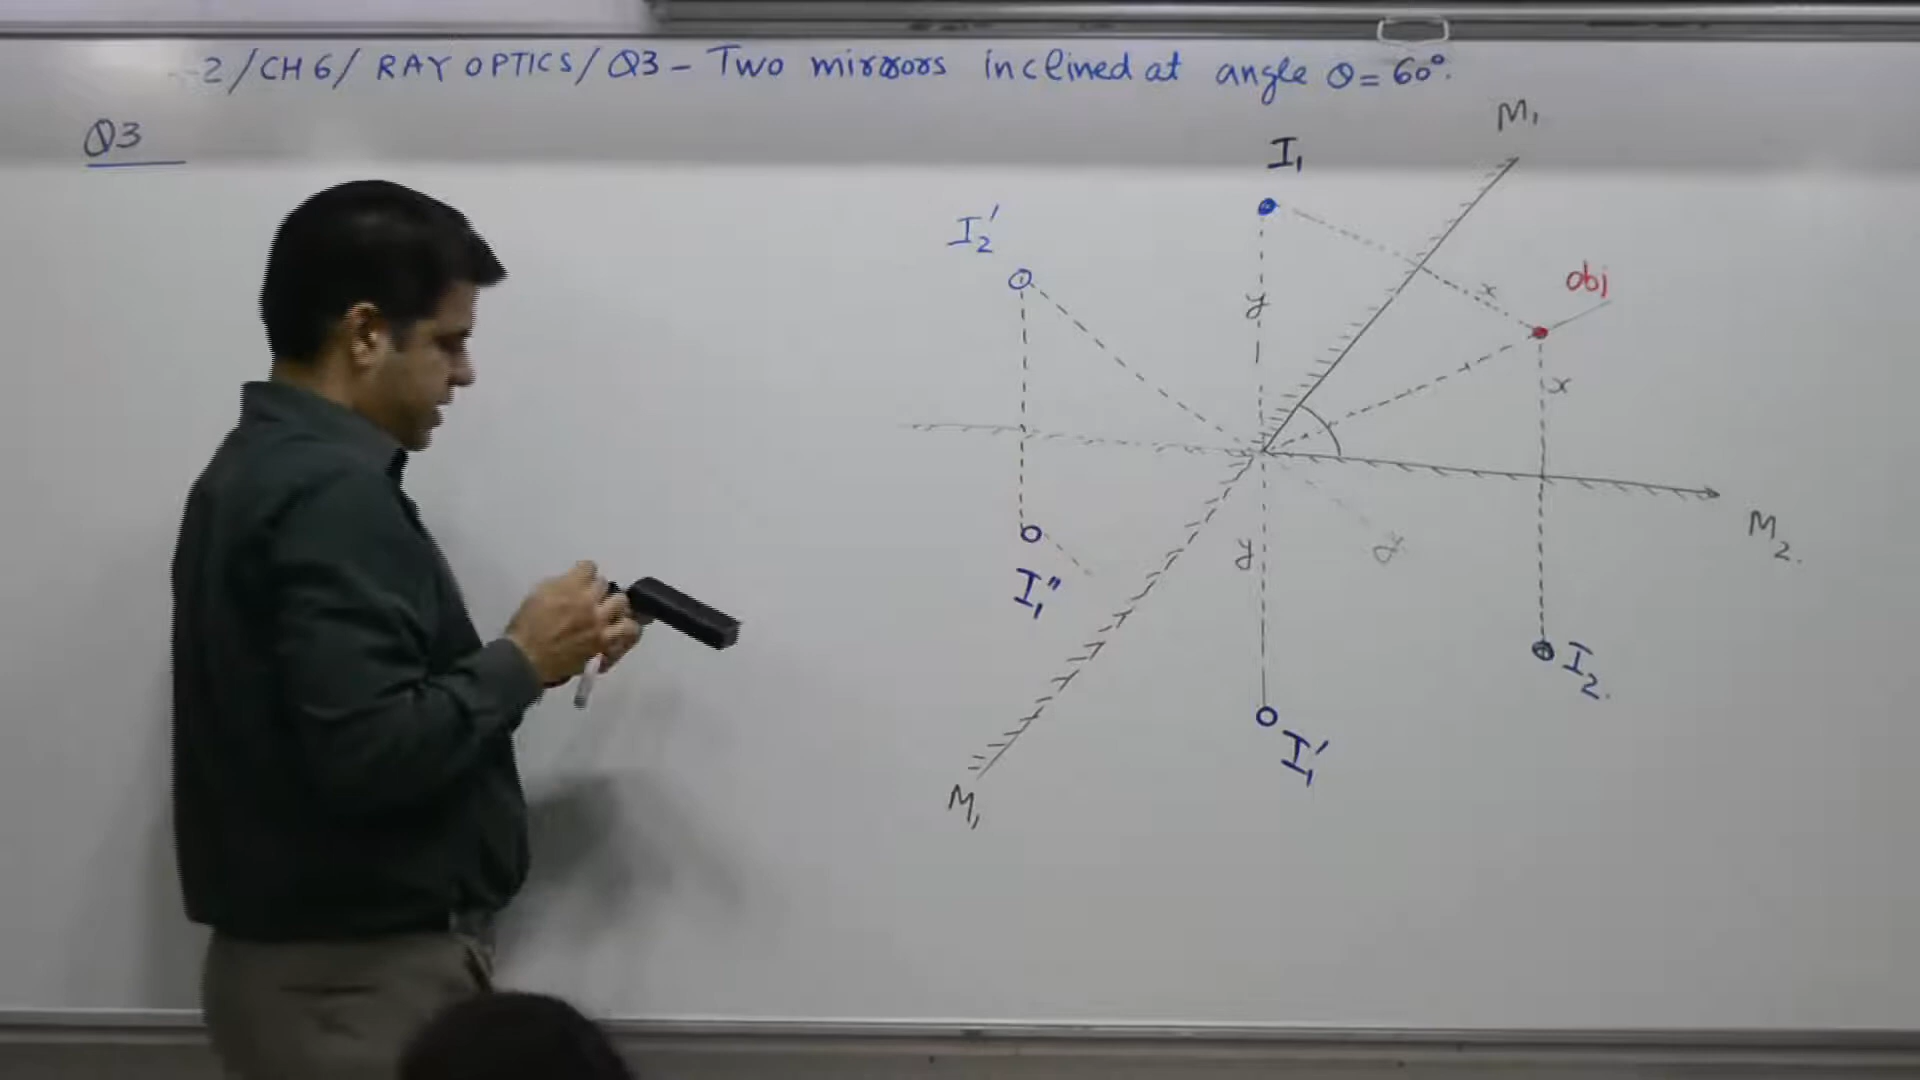 2/CH6/ RAY OPTICS/Q3 - Two mirrors inclined at angle θ = 60°.
Q3
M₁
I₁
I₂'
obj
x
y
x
M₂.
y
I₁''
I₂.
I₁'
M₁